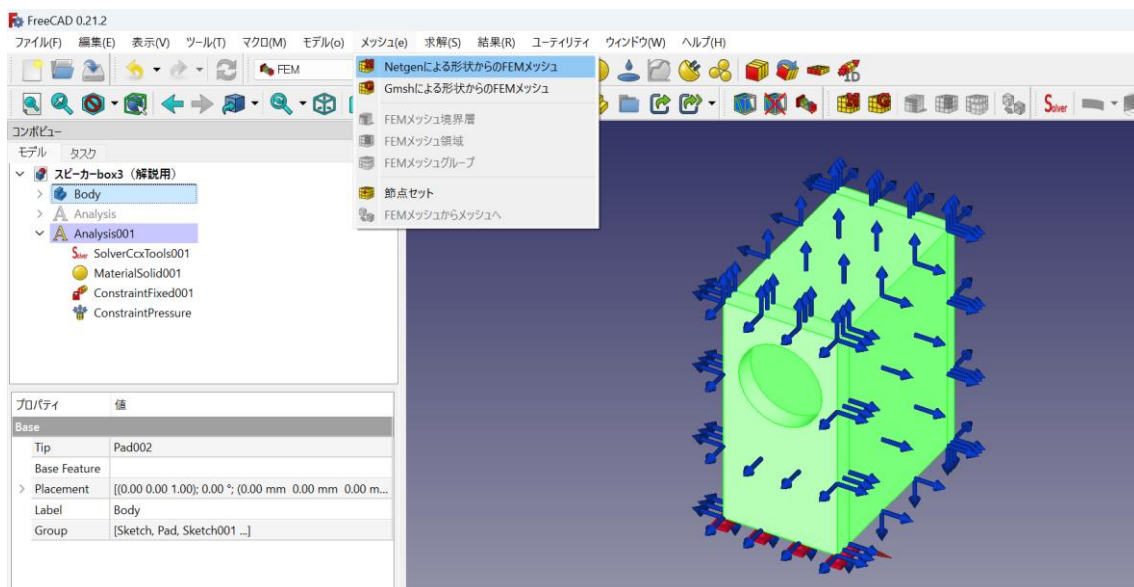 FreeCAD 0.21.2
ファイル(F) 編集(E) 表示(V) ツール(T) マクロ(M) モデル(o) メッシュ(e) 求解(S) 結果(R) ユーティリティ ウィンドウ(W) ヘルプ(H)
FEM
Netgenによる形状からのFEMメッシュ
Gmshによる形状からのFEMメッシュ
FEMメッシュ境界層
FEMメッシュ領域
FEMメッシュグループ
節点セット
FEMメッシュからメッシュへ
Solver
コンボビュー
モデル タスク
スピーカーbox3（解説用）
Body
Analysis
Analysis001
Solver SolverCcxTools001
MaterialSolid001
ConstraintFixed001
ConstraintPressure
プロパティ 値
Base
Tip Pad002
Base Feature
Placement [(0.00 0.00 1.00); 0.00 °; (0.00 mm 0.00 mm 0.00 m...
Label Body
Group [Sketch, Pad, Sketch001 ...]